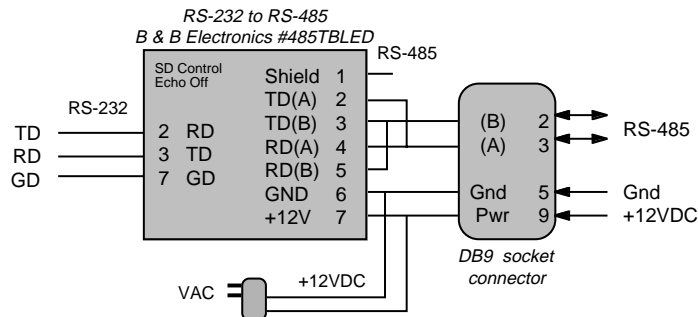 RS-232 to RS-485
B & B Electronics #485TBLED
SD Control
Echo Off
RS-485
Shield 1
TD(A) 2
TD(B) 3
RD(A) 4
RD(B) 5
GND 6
+12V 7
RS-232
TD
RD
GD
2 RD
3 TD
7 GD
(B) 2
(A) 3
Gnd 5
Pwr 9
RS-485
Gnd
+12VDC
DB9 socket
connector
VAC
+12VDC